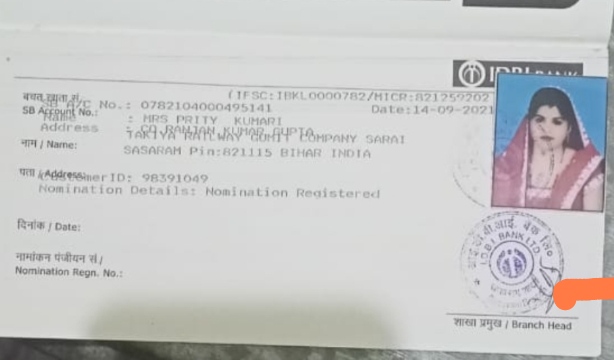 IDBI BANK
(IFSC:IBKL0000782/MICR:821259202
बचत खाता सं.
SB A/C No.: 0782104000495141
Date:14-09-2021
SB Account No.:
Name : MRS PRITY KUMARI
Address : CO RANJAN KUMAR GUPTA
TAKIYA RAILWAY GUMIT COMPANY SARAI
नाम / Name:
SASARAM Pin:821115 BIHAR INDIA
पता / Address:
CustomerID: 98391049
Nomination Details: Nomination Registered
दिनांक / Date:
नामांकन पंजीयन सं./
Nomination Regn. No.:
आई.डी.बी.आई. बैंक लि०
I.D.B.I. BANK LTD
शाखा प्रमुख / Branch Head